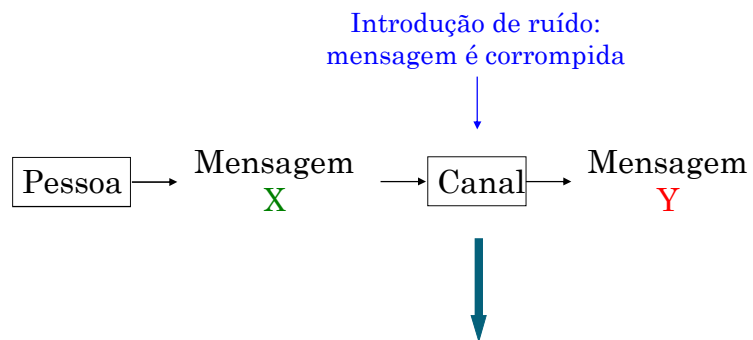 Introdução de ruído:
mensagem é corrompida
Pessoa
Mensagem
X
Canal
Mensagem
Y